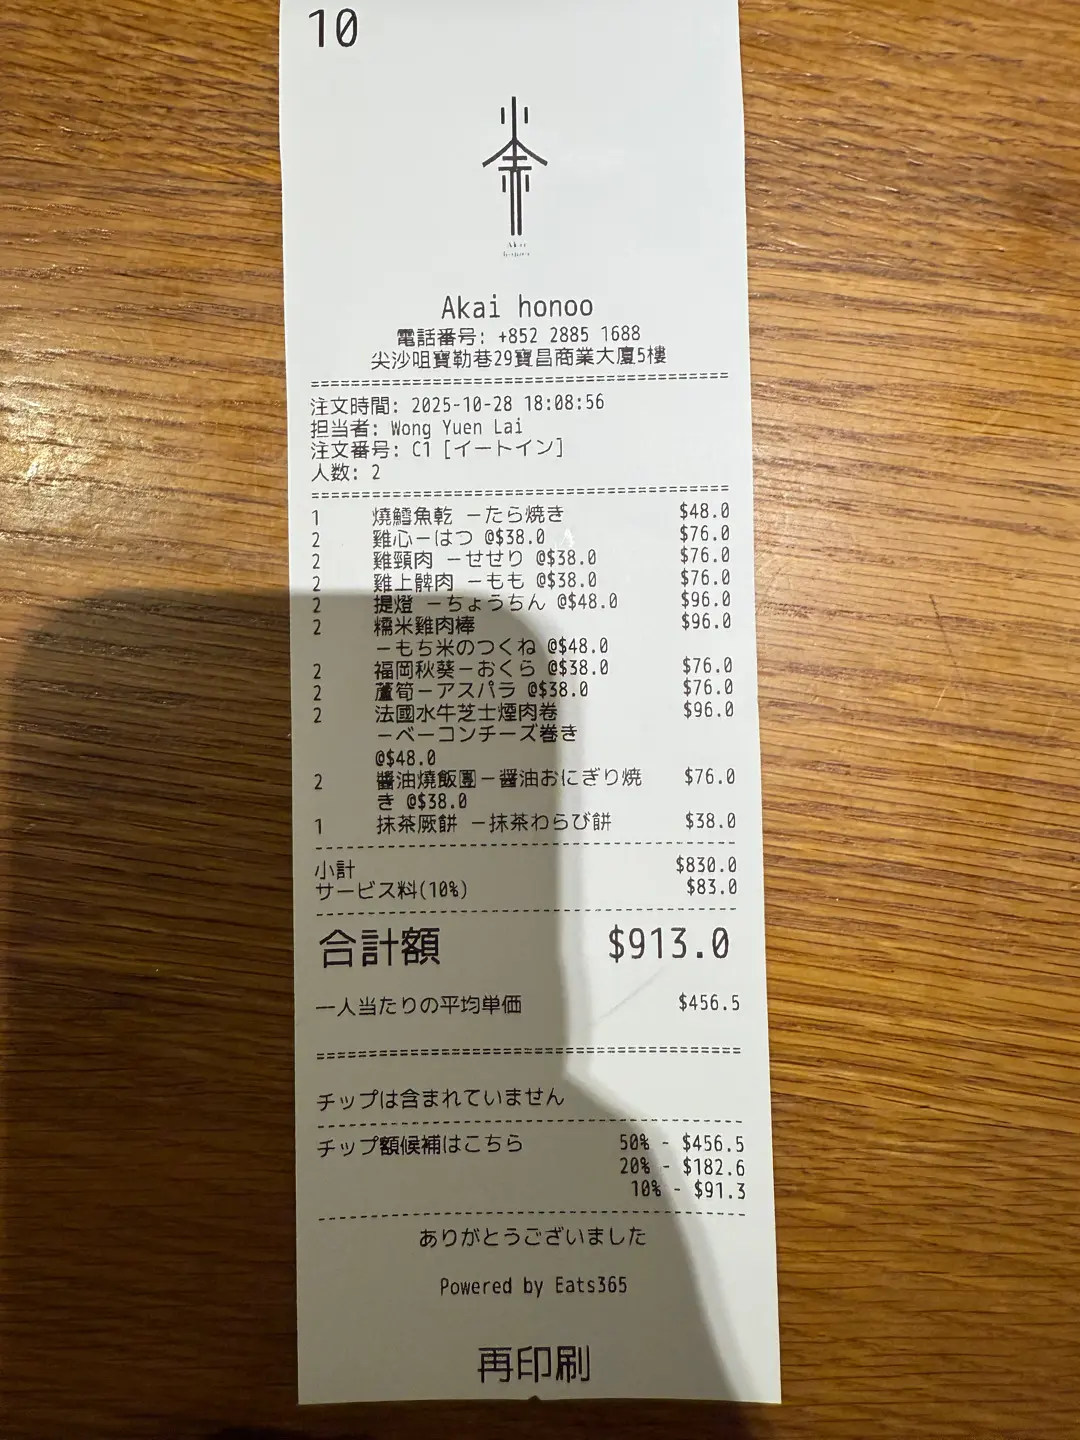 10
Akai
honoo
Akai honoo
電話番号: +852 2885 1688
尖沙咀寶勒巷29寶昌商業大廈5樓
=========================================
注文時間: 2025-10-28 18:08:56
担当者: Wong Yuen Lai
注文番号: C1 [イートイン]
人数: 2
=========================================
1 燒鱈魚乾 －たら焼き $48.0
2 雞心－はつ @$38.0 $76.0
2 雞頸肉 －せせり @$38.0 $76.0
2 雞上髀肉 －もも @$38.0 $76.0
2 提燈 －ちょうちん @$48.0 $96.0
2 糯米雞肉棒 $96.0
－もち米のつくね @$48.0
2 福岡秋葵－おくら @$38.0 $76.0
2 蘆筍－アスパラ @$38.0 $76.0
2 法國水牛芝士煙肉卷 $96.0
－ベーコンチーズ巻き
@$48.0
2 醬油燒飯團－醤油おにぎり焼 $76.0
き @$38.0
1 抹茶厥餅 －抹茶わらび餅 $38.0
-----------------------------------------
小計 $830.0
サービス料(10%) $83.0
-----------------------------------------
合計額 $913.0
一人当たりの平均単価 $456.5
=========================================
チップは含まれていません
-----------------------------------------
チップ額候補はこちら 50% - $456.5
20% - $182.6
10% - $91.3
-----------------------------------------
ありがとうございました
Powered by Eats365
再印刷